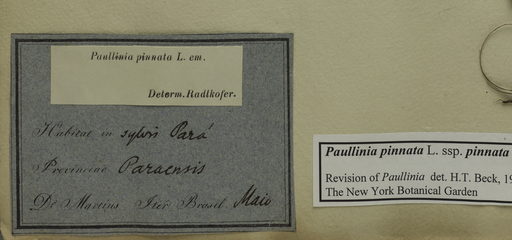 Paullinia pinnata L. em.
Determ. Radlkofer.
Habitat in sylvis Pará
Provinciae Paraensis
De Martius Iter Brasil. Maio
Paullinia pinnata L. ssp. pinnata
Revision of Paullinia det. H.T. Beck, 19
The New York Botanical Garden